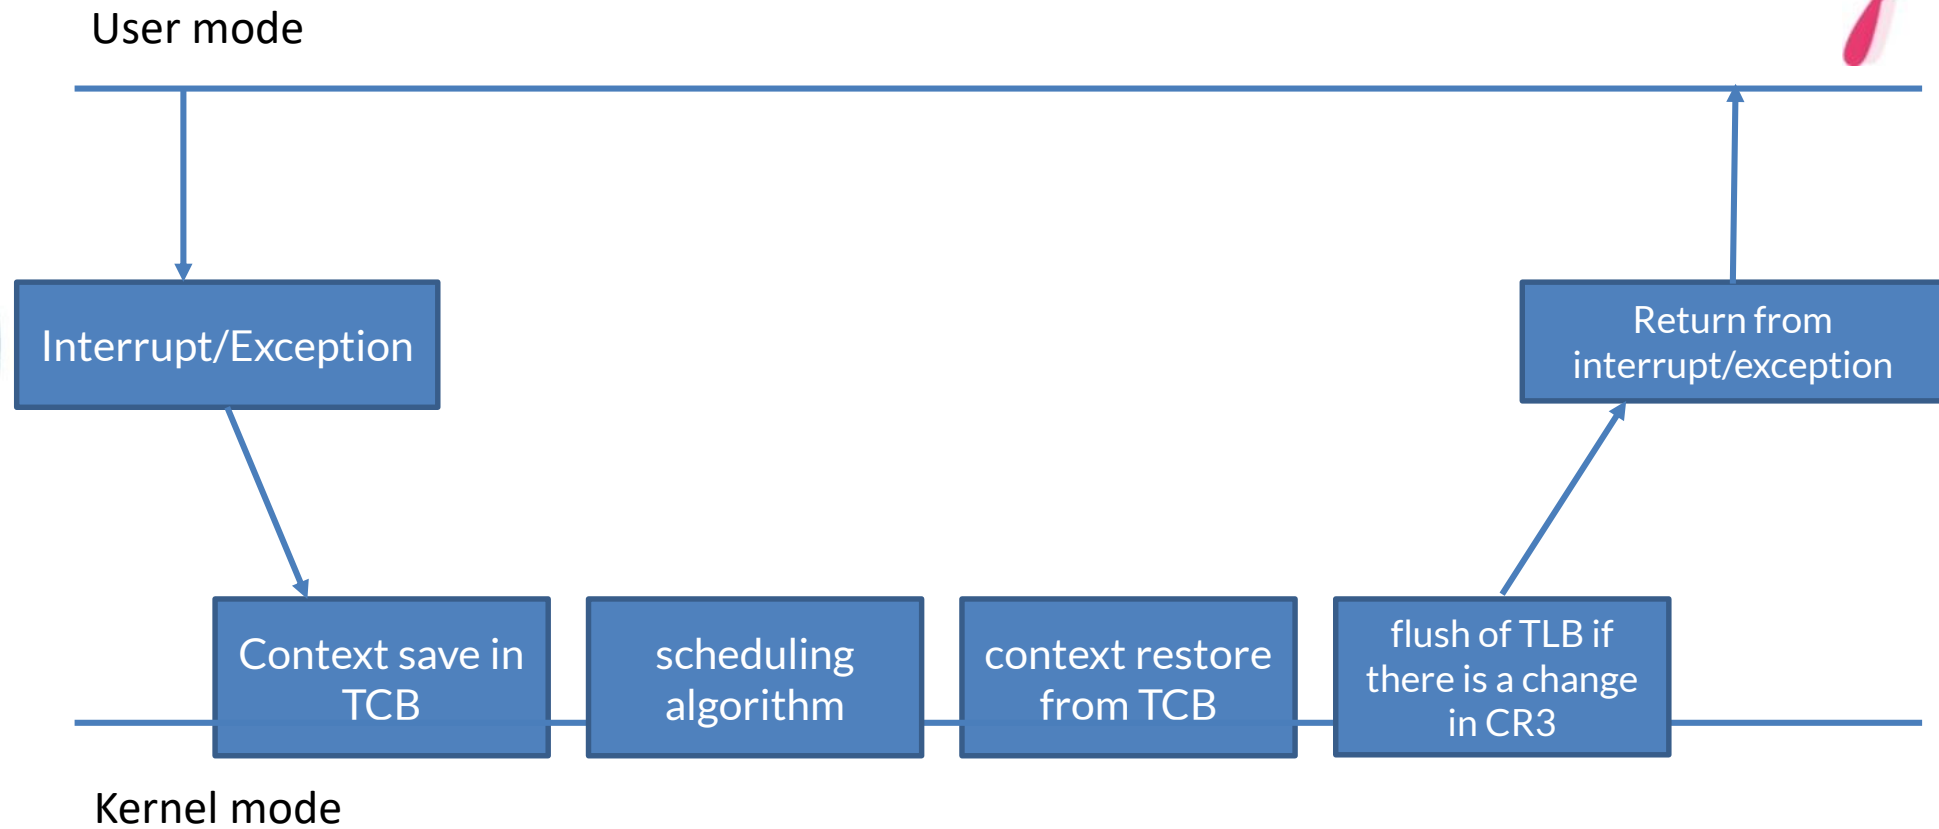 User mode
Interrupt/Exception
Return from
interrupt/exception
Context save in
TCB
scheduling
algorithm
context restore
from TCB
flush of TLB if
there is a change
in CR3
Kernel mode